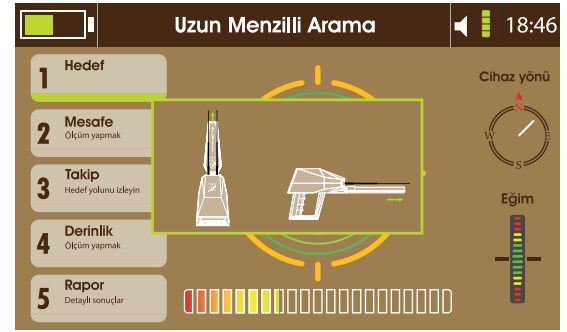 Uzun Menzilli Arama
18:46
1
Hedef
2
Mesafe
Ölçüm yapmak
3
Takip
Hedef yolunu izleyin
4
Derinlik
Ölçüm yapmak
5
Rapor
Detaylı sonuçlar
Cihaz yönü
N
W
E
S
Eğim